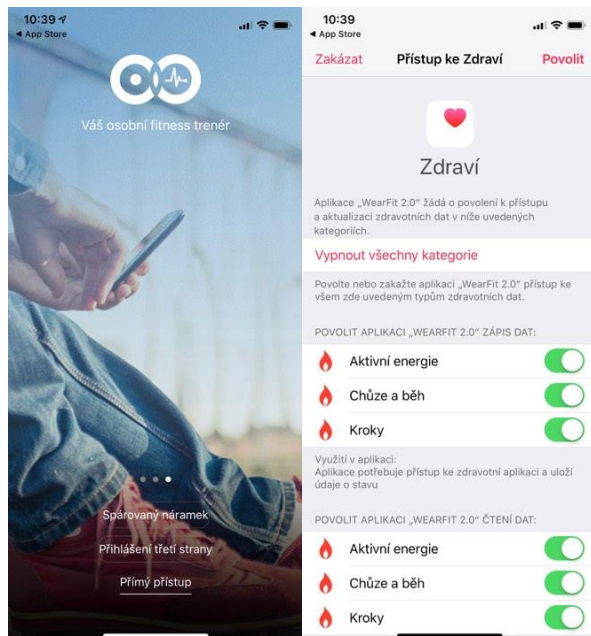 10:39
◀ App Store
Váš osobní fitness trenér
Spárovaný náramek
Přihlášení třetí strany
Přímý přístup
10:39
◀ App Store
Zakázat
Přístup ke Zdraví
Povolit
Zdraví
Aplikace „WearFit 2.0“ žádá o povolení k přístupu
a aktualizaci zdravotních dat v níže uvedených
kategoriích.
Vypnout všechny kategorie
Povolte nebo zakažte aplikaci „WearFit 2.0“ přístup ke
všem zde uvedeným typům zdravotních dat.
POVOLIT APLIKACI „WEARFIT 2.0“ ZÁPIS DAT:
Aktivní energie
Chůze a běh
Kroky
Využití v aplikaci:
Aplikace potřebuje přístup ke zdravotní aplikaci a uloží
údaje o stavu
POVOLIT APLIKACI „WEARFIT 2.0“ ČTENÍ DAT:
Aktivní energie
Chůze a běh
Kroky